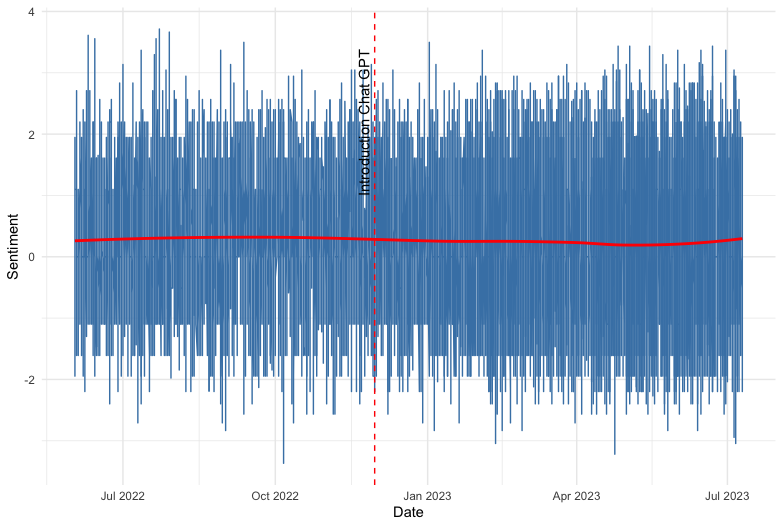 4
2
0
-2
Sentiment
Introduction Chat GPT
Jul 2022
Oct 2022
Jan 2023
Apr 2023
Jul 2023
Date